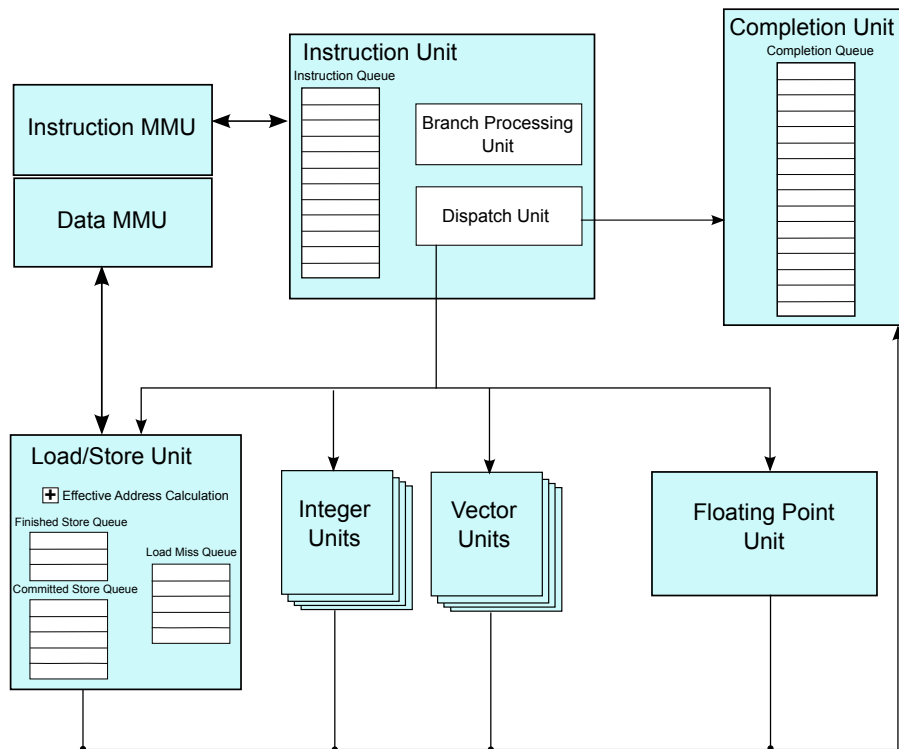 Instruction Unit
Instruction Queue
Branch Processing
Unit
Dispatch Unit
Completion Unit
Completion Queue
Instruction MMU
Data MMU
Load/Store Unit
+ Effective Address Calculation
Finished Store Queue
Load Miss Queue
Committed Store Queue
Integer
Units
Vector
Units
Floating Point
Unit